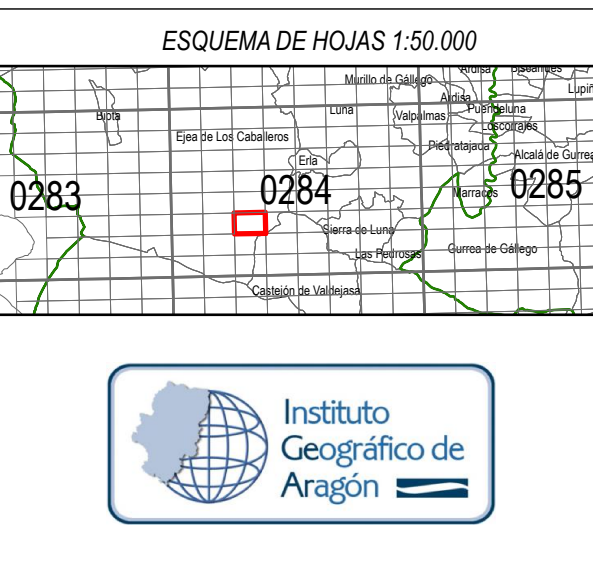 ESQUEMA DE HOJAS 1:50.000
Murillo de Gállego
Ardisa
Biscarrués
Biota
Luna
Valpalmas
Ardisa
Puendeluna
Ejea de Los Caballeros
Loscorrales
Piedratajada
Erla
Alcalá de Gurrea
0283
0284
Marracos
0285
Sierra de Luna
Las Pedrosas
Gurrea de Gállego
Castejón de Valdejasa
Instituto
Geográfico de
Aragón